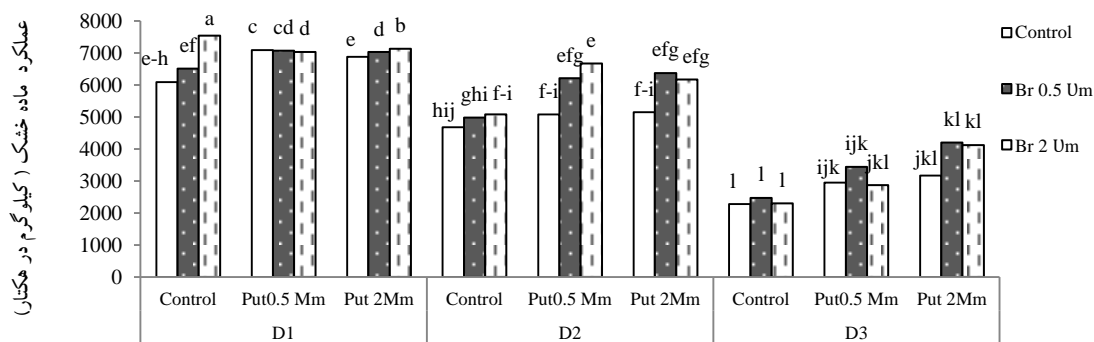 عملکرد ماده خشک ( کیلوگرم در هکتار)
8000
7000
6000
5000
4000
3000
2000
1000
0
e-h ef a c cd d e d b
hij ghi f-i f-i efg e f-i efg efg
l l l ijk ijk jkl jkl kl kl
Control Put0.5 Mm Put 2Mm Control Put0.5 Mm Put 2Mm Control Put0.5 Mm Put 2Mm
D1 D2 D3
Control
Br 0.5 Um
Br 2 Um